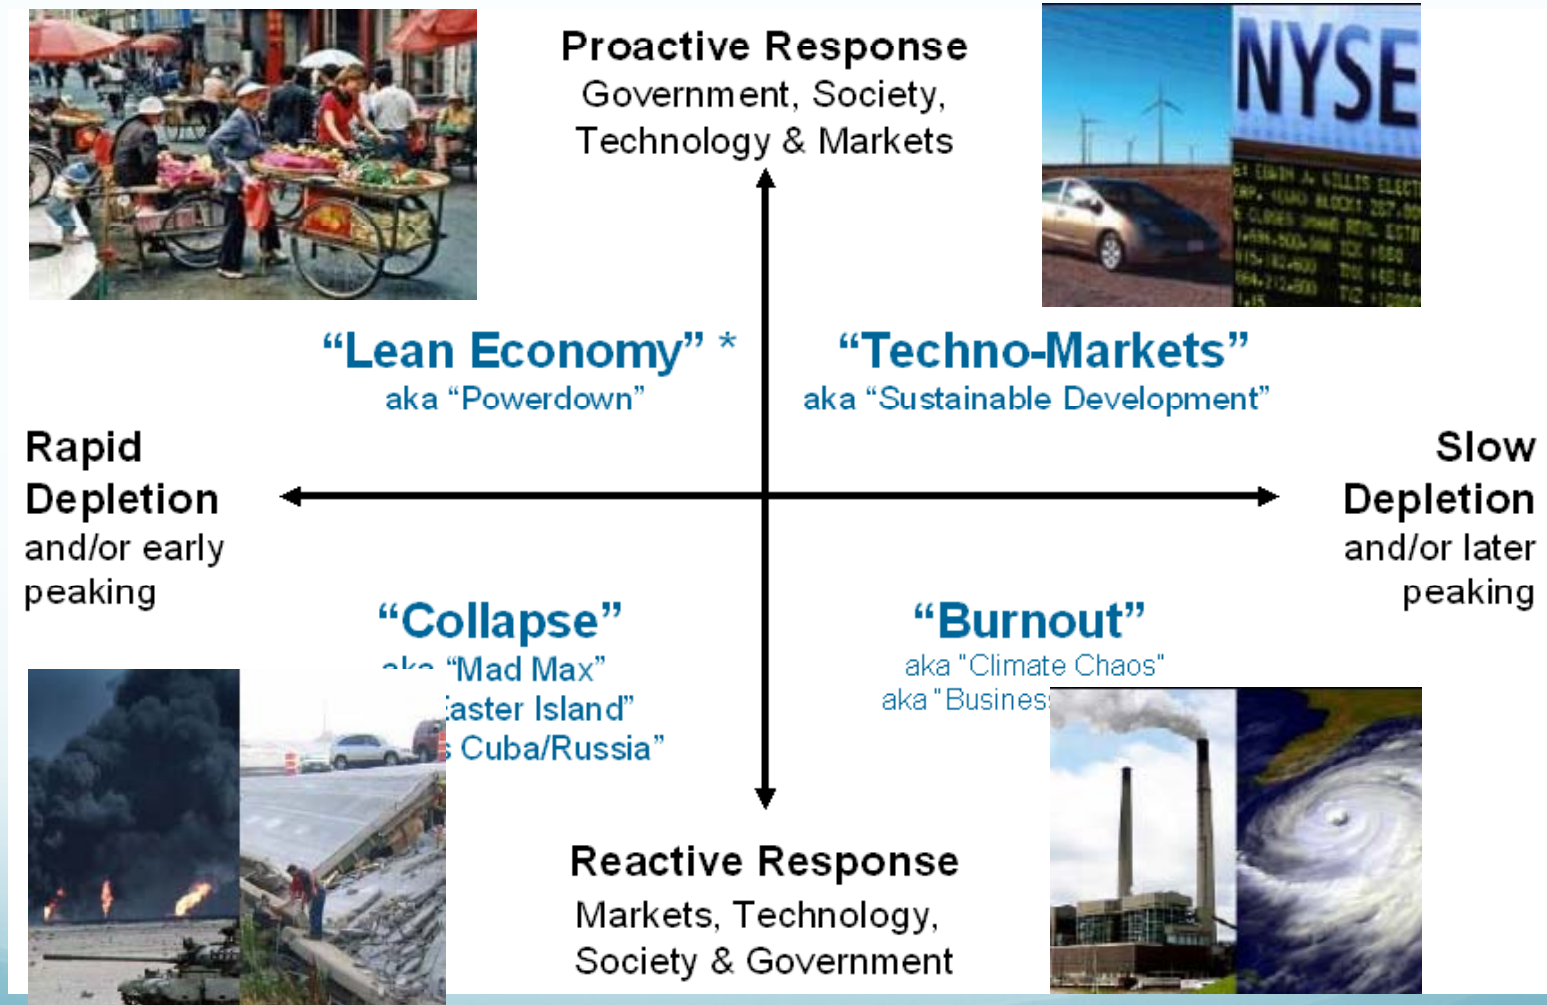 Proactive Response
Government, Society,
Technology & Markets
NYSE
“Lean Economy” *
aka “Powerdown”
“Techno-Markets”
aka “Sustainable Development”
Rapid
Depletion
and/or early
peaking
Slow
Depletion
and/or later
peaking
“Collapse”
aka “Mad Max”
Island”
Cuba/Russia”
“Burnout”
aka "Climate Chaos"
aka "Busines
Reactive Response
Markets, Technology,
Society & Government